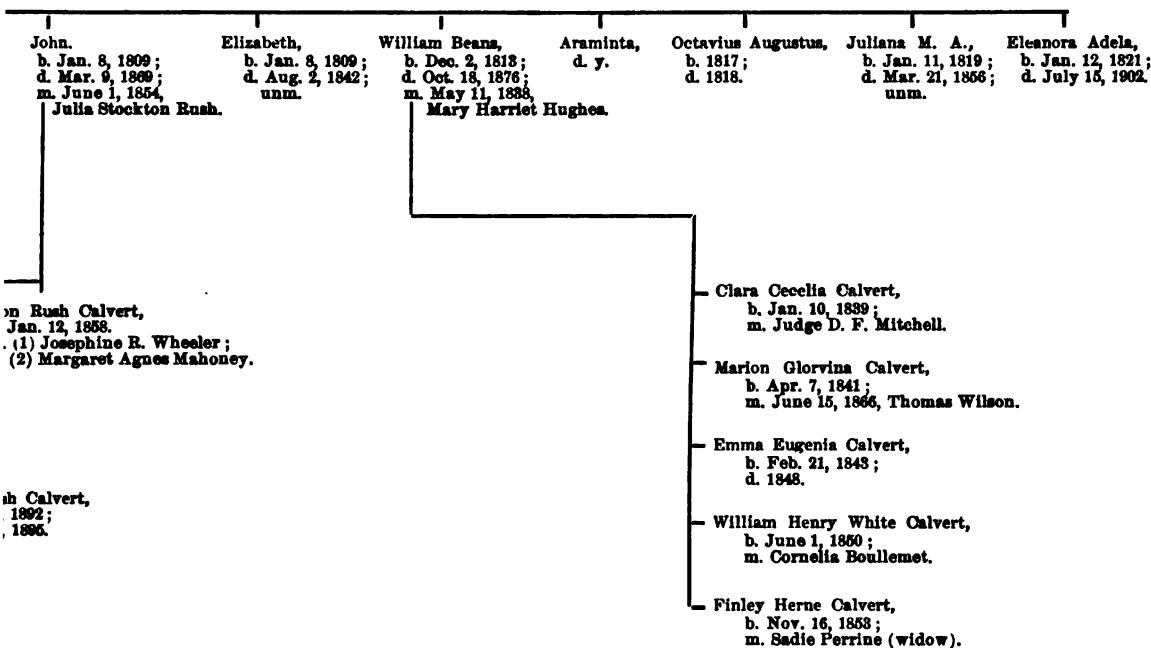 John.
b. Jan. 8, 1809;
d. Mar. 9, 1869;
m. June 1, 1854,
Julia Stockton Rush.
Elizabeth,
b. Jan. 8, 1809;
d. Aug. 2, 1842;
unm.
William Beans,
b. Dec. 2, 1813;
d. Oct. 18, 1876;
m. May 11, 1838,
Mary Harriet Hughes.
Araminta,
d. y.
Octavius Augustus,
b. 1817;
d. 1818.
Juliana M. A.,
b. Jan. 11, 1819;
d. Mar. 21, 1856;
unm.
Eleanora Adela,
b. Jan. 12, 1821;
d. July 15, 1902.
on Rush Calvert,
Jan. 12, 1858.
. (1) Josephine R. Wheeler;
(2) Margaret Agnes Mahoney.
sh Calvert,
1892;
, 1895.
Clara Cecelia Calvert,
b. Jan. 10, 1839;
m. Judge D. F. Mitchell.
Marion Glorvina Calvert,
b. Apr. 7, 1841;
m. June 15, 1866, Thomas Wilson.
Emma Eugenia Calvert,
b. Feb. 21, 1843;
d. 1848.
William Henry White Calvert,
b. June 1, 1850;
m. Cornelia Boullemet.
Finley Herne Calvert,
b. Nov. 16, 1853;
m. Sadie Perrine (widow).